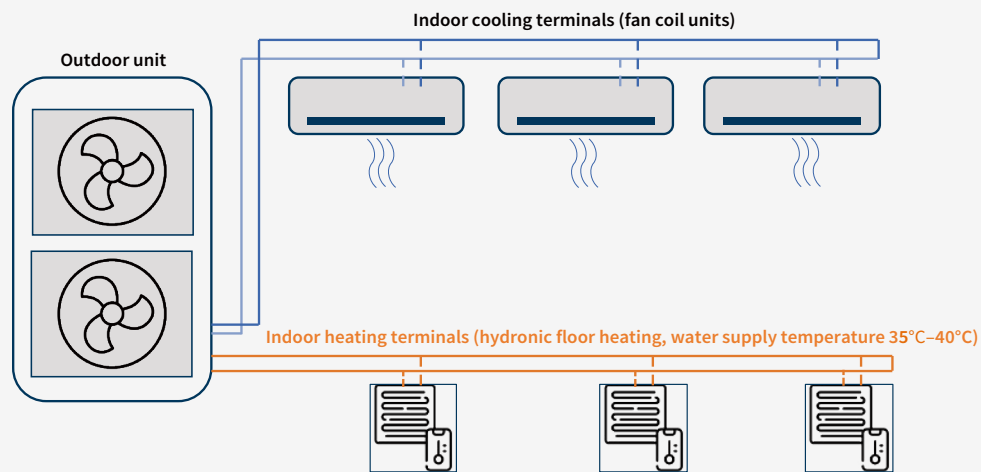 Indoor cooling terminals (fan coil units)
Outdoor unit
Indoor heating terminals (hydronic floor heating, water supply temperature 35°C–40°C)